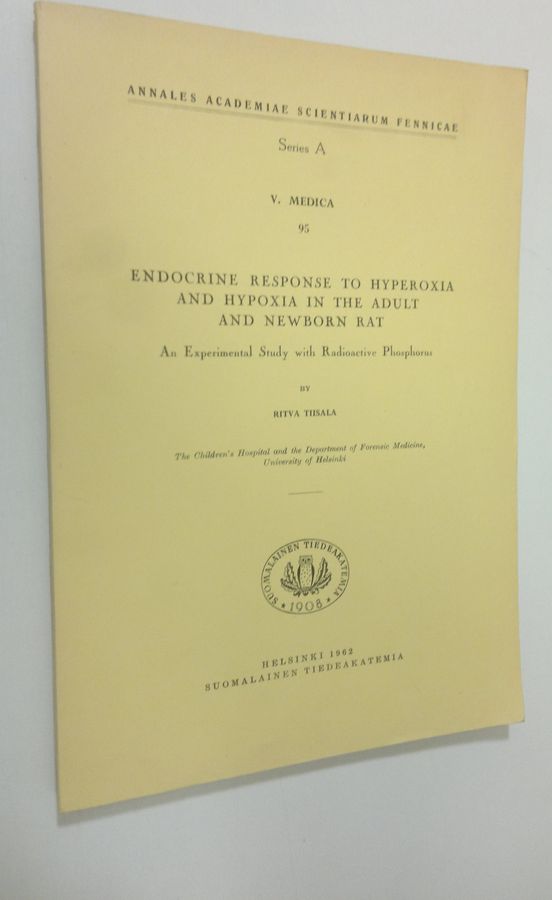 ANNALES ACADEMIAE SCIENTIARUM FENNICAE
Series A
V. MEDICA
95
ENDOCRINE RESPONSE TO HYPEROXIA
AND HYPOXIA IN THE ADULT
AND NEWBORN RAT
An Experimental Study with Radioactive Phosphorus
BY
RITVA TIISALA
The Children's Hospital and the Department of Forensic Medicine,
University of Helsinki
SUOMALAINEN TIEDEAKATEMIA
★ 1908 ★
HELSINKI 1962
SUOMALAINEN TIEDEAKATEMIA